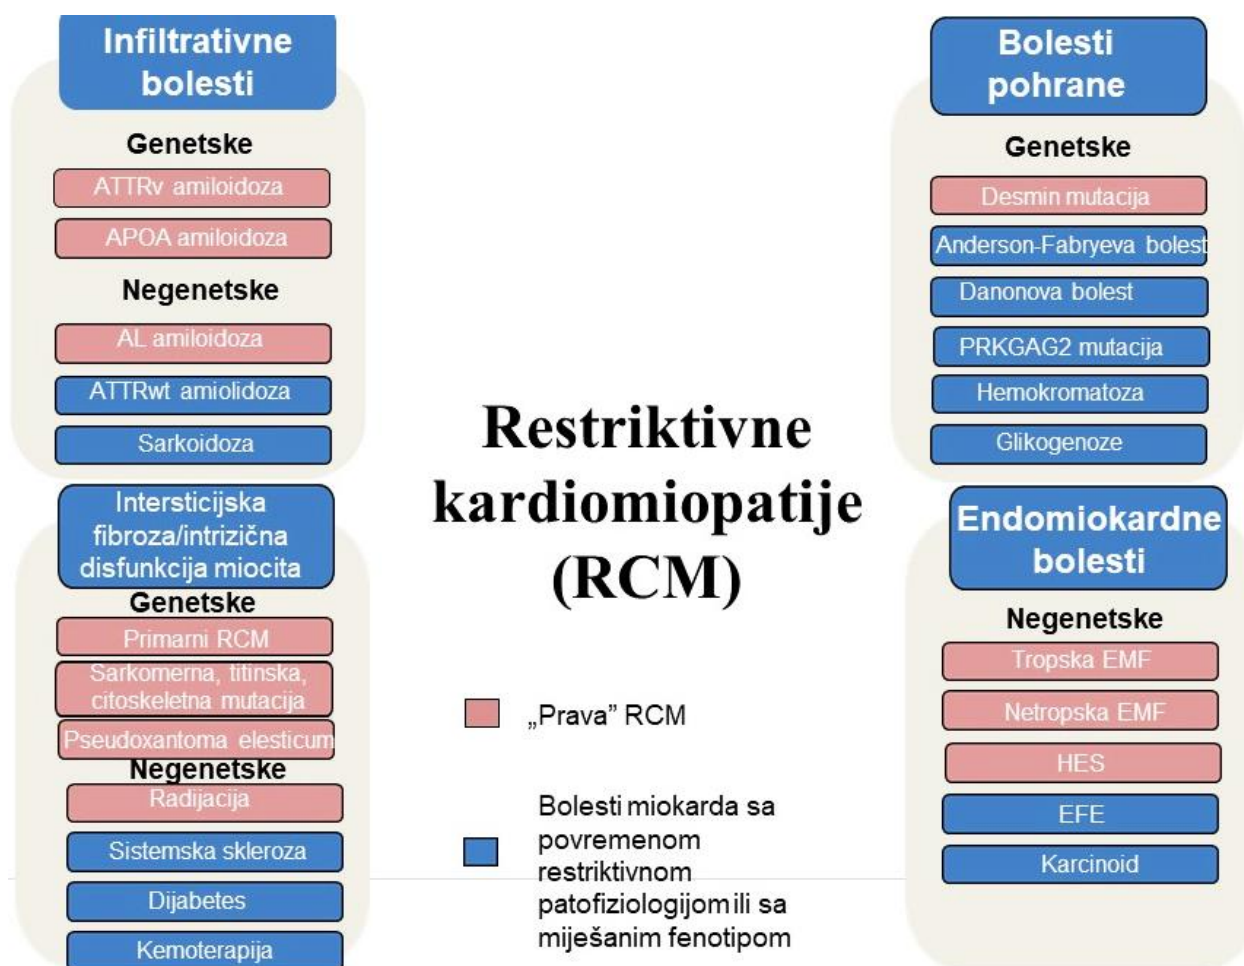 Infiltrativne
bolesti
Genetske
ATTRv amiloidoza
APOA amiloidoza
Negenetske
AL amiloidoza
ATTRwt amiolidoza
Sarkoidoza
Intersticijska
fibroza/intrizična
disfunkcija miocita
Genetske
Primarni RCM
Sarkomerna, titinska,
citoskeletna mutacija
Pseudoxantoma elesticum
Negenetske
Radijacija
Sistemska skleroza
Dijabetes
Kemoterapija
Restriktivne
kardiomiopatije
(RCM)
„Prava” RCM
Bolesti miokarda sa
povremenom
restriktivnom
patofiziologijom ili sa
miješanim fenotipom
Bolesti
pohrane
Genetske
Desmin mutacija
Anderson-Fabryeva bolest
Danonova bolest
PRKGAG2 mutacija
Hemokromatoza
Glikogenoze
Endomiokardne
bolesti
Negenetske
Tropska EMF
Netropska EMF
HES
EFE
Karcinoid